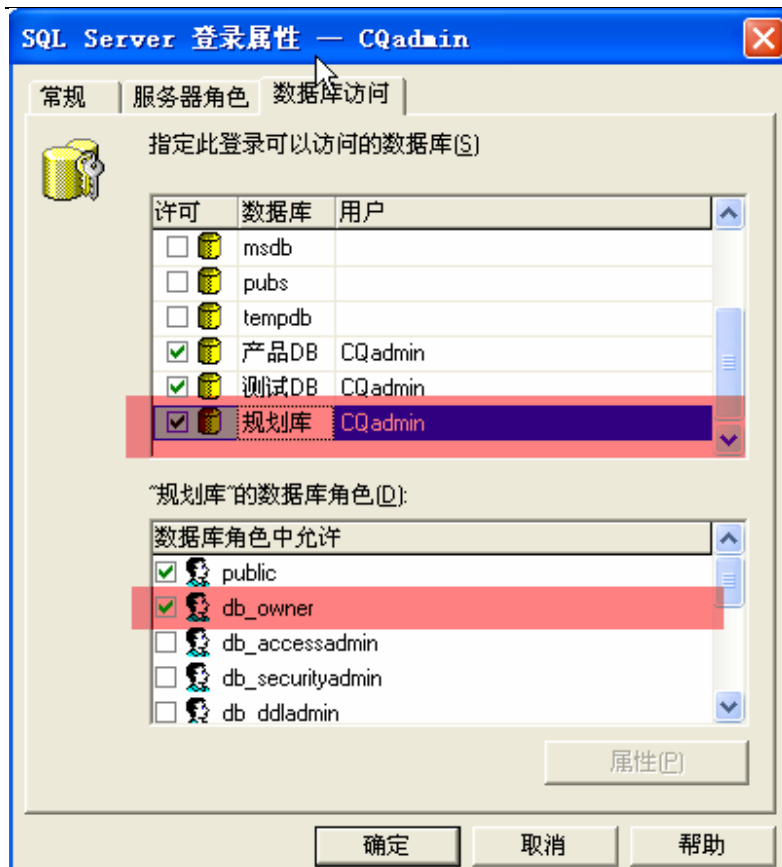 SQL Server 登录属性 — CQadmin
常规 服务器角色 数据库访问
指定此登录可以访问的数据库(S)
许可 数据库 用户
msdb
pubs
tempdb
产品DB CQadmin
测试DB CQadmin
规划库 CQadmin
“规划库”的数据库角色(D):
数据库角色中允许
public
db_owner
db_accessadmin
db_securityadmin
db_ddladmin
属性(P)
确定 取消 帮助